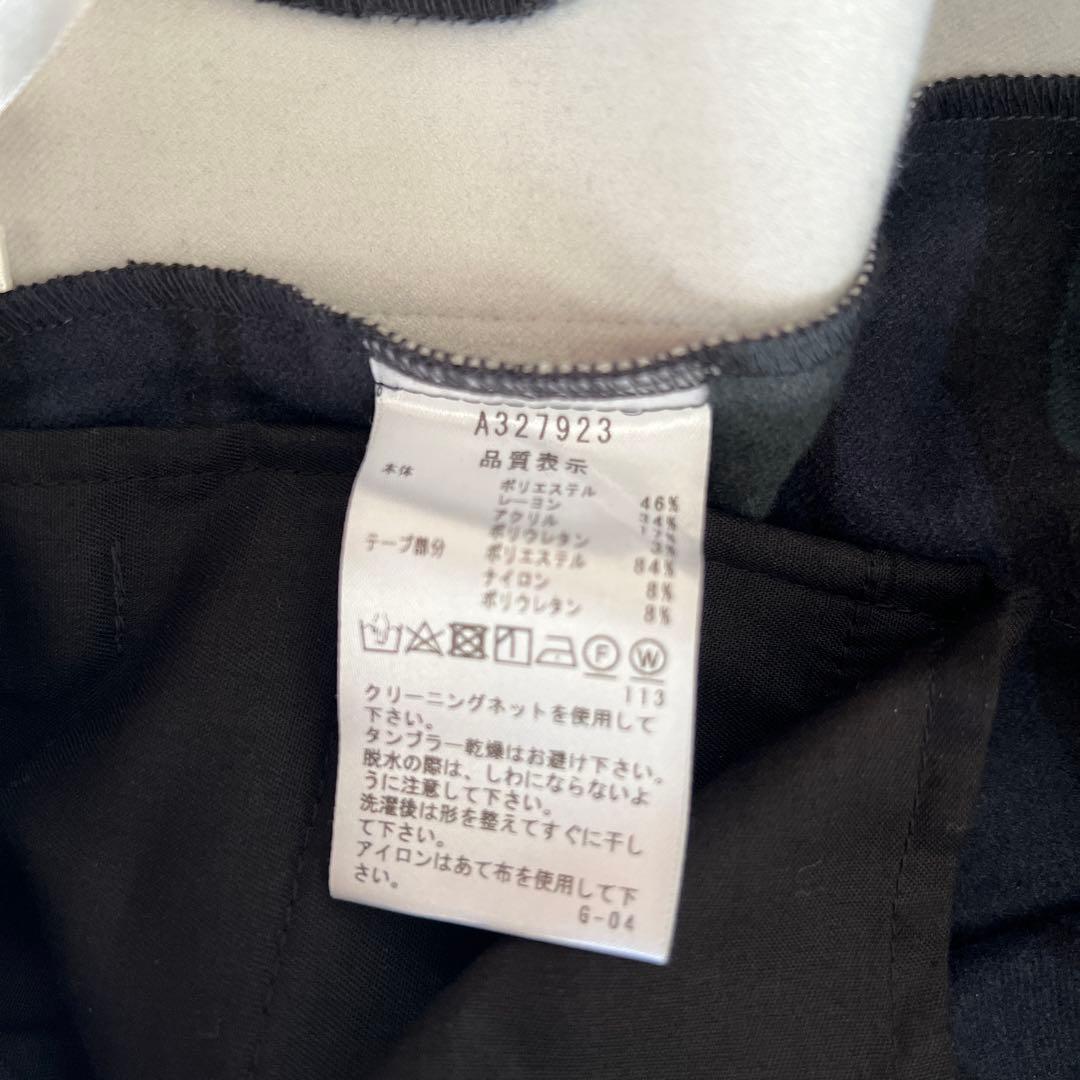 A327923
品質表示
本体 ポリエステル 46%
レーヨン 34%
アクリル 17%
ポリウレタン 3%
テープ部分 ポリエステル 84%
ナイロン 8%
ポリウレタン 8%
F W
113
クリーニングネットを使用して
下さい。
タンブラー乾燥はお避け下さい。
脱水の際は、しわにならないよ
うに注意して下さい。
洗濯後は形を整えてすぐに干し
て下さい。
アイロンはあて布を使用して下
さい。
G-04